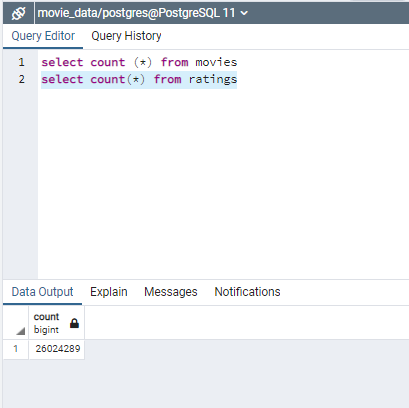 movie_data/postgres@PostgreSQL 11
Query Editor Query History
1 select count (*) from movies
2 select count(*) from ratings
Data Output Explain Messages Notifications
count
bigint
1 26024289